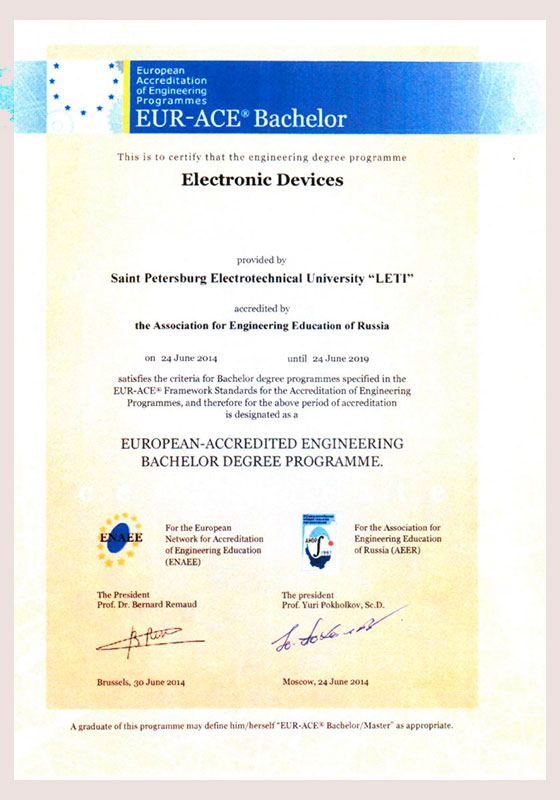 European
Accreditation
of Engineering
Programmes
EUR-ACE® Bachelor
This is to certify that the engineering degree programme
Electronic Devices
provided by
Saint Petersburg Electrotechnical University “LETI”
accredited by
the Association for Engineering Education of Russia
on 24 June 2014 until 24 June 2019
satisfies the criteria for Bachelor degree programmes specified in the
EUR-ACE® Framework Standards for the Accreditation of Engineering
Programmes, and therefore for the above period of accreditation
is designated as a
EUROPEAN-ACCREDITED ENGINEERING
BACHELOR DEGREE PROGRAMME.
ENAEE
For the European
Network for Accreditation
of Engineering Education
(ENAEE)
For the Association for
Engineering Education
of Russia (AEER)
The President
Prof. Dr. Bernard Remaud
The president
Prof. Yuri Pokholkov, Sc.D.
Brussels, 30 June 2014
Moscow, 24 June 2014
A graduate of this programme may define him/herself “EUR-ACE® Bachelor/Master” as appropriate.